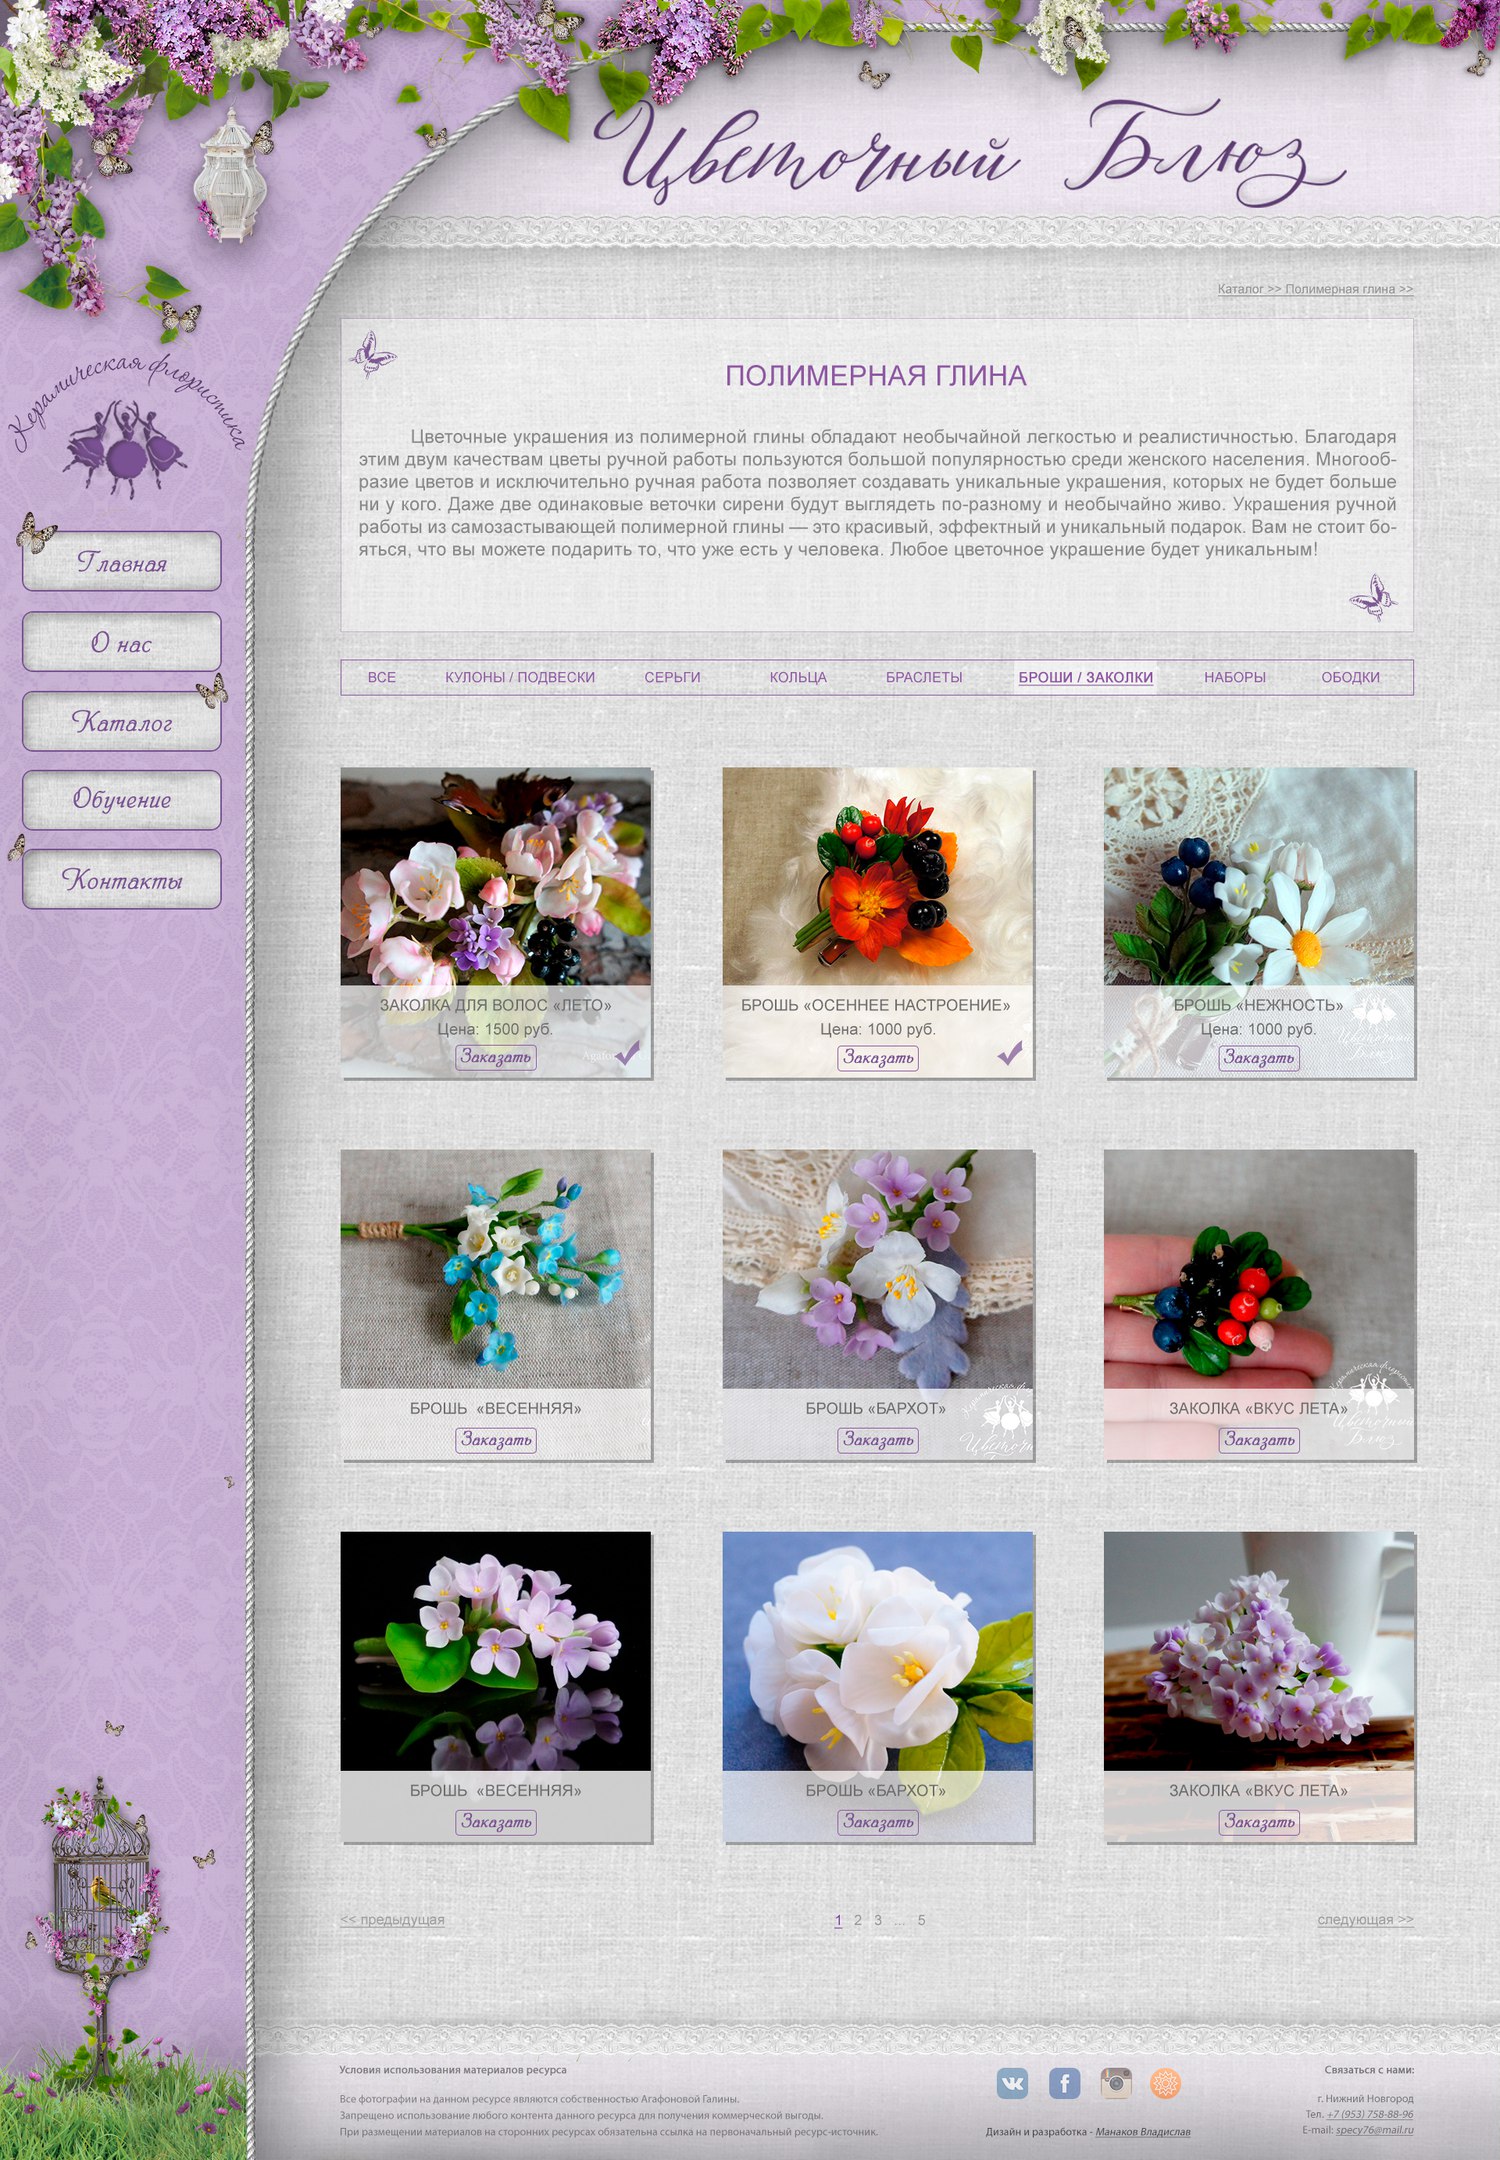 Цветочный Блюз
Каталог >> Полимерная глина >>
Керамическая флористика
Главная
О нас
Каталог
Обучение
Контакты
ПОЛИМЕРНАЯ ГЛИНА
Цветочные украшения из полимерной глины обладают необычайной легкостью и реалистичностью. Благодаря
этим двум качествам цветы ручной работы пользуются большой популярностью среди женского населения. Многооб-
разие цветов и исключительно ручная работа позволяет создавать уникальные украшения, которых не будет больше
ни у кого. Даже две одинаковые веточки сирени будут выглядеть по-разному и необычайно живо. Украшения ручной
работы из самозастывающей полимерной глины — это красивый, эффектный и уникальный подарок. Вам не стоит бо-
яться, что вы можете подарить то, что уже есть у человека. Любое цветочное украшение будет уникальным!
ВСЕ КУЛОНЫ / ПОДВЕСКИ СЕРЬГИ КОЛЬЦА БРАСЛЕТЫ БРОШИ / ЗАКОЛКИ НАБОРЫ ОБОДКИ
ЗАКОЛКА ДЛЯ ВОЛОС «ЛЕТО»
Цена: 1500 руб.
Заказать
БРОШЬ «ОСЕННЕЕ НАСТРОЕНИЕ»
Цена: 1000 руб.
Заказать
БРОШЬ «НЕЖНОСТЬ»
Цена: 1000 руб.
Заказать
БРОШЬ «ВЕСЕННЯЯ»
Заказать
БРОШЬ «БАРХОТ»
Заказать
ЗАКОЛКА «ВКУС ЛЕТА»
Заказать
Цветочный
Блюз
БРОШЬ «ВЕСЕННЯЯ»
Заказать
БРОШЬ «БАРХОТ»
Заказать
ЗАКОЛКА «ВКУС ЛЕТА»
Заказать
<< предыдущая 1 2 3 ... 5 следующая >>
Условия использования материалов ресурса
Все фотографии на данном ресурсе являются собственностью Агафоновой Галины.
Запрещено использование любого контента данного ресурса для получения коммерческой выгоды.
При размещении материалов на сторонних ресурсах обязательна ссылка на первоначальный ресурс-источник.
Дизайн и разработка - Манаков Владислав
Связаться с нами:
г. Нижний Новгород
Тел. +7 (953) 758-88-96
E-mail: specy76@mail.ru